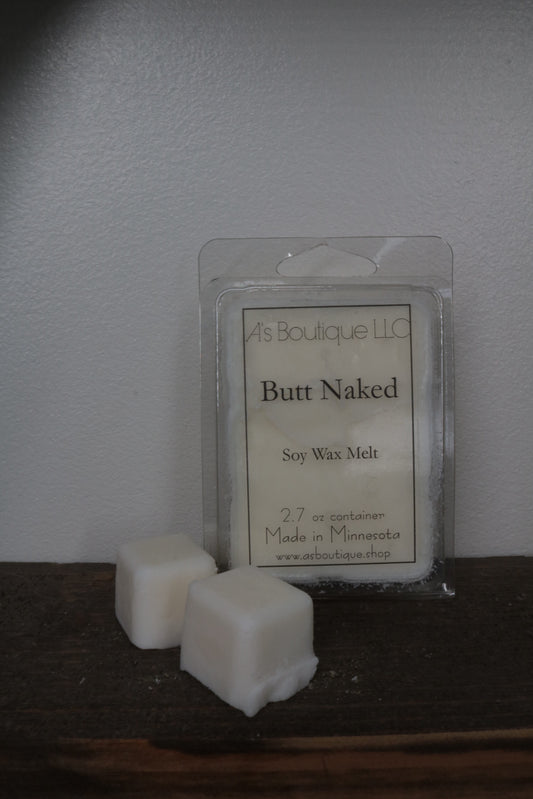 A's Boutique LLC
Butt Naked
Soy Wax Melt
2.7 oz container
Made in Minnesota
www.asboutique.shop